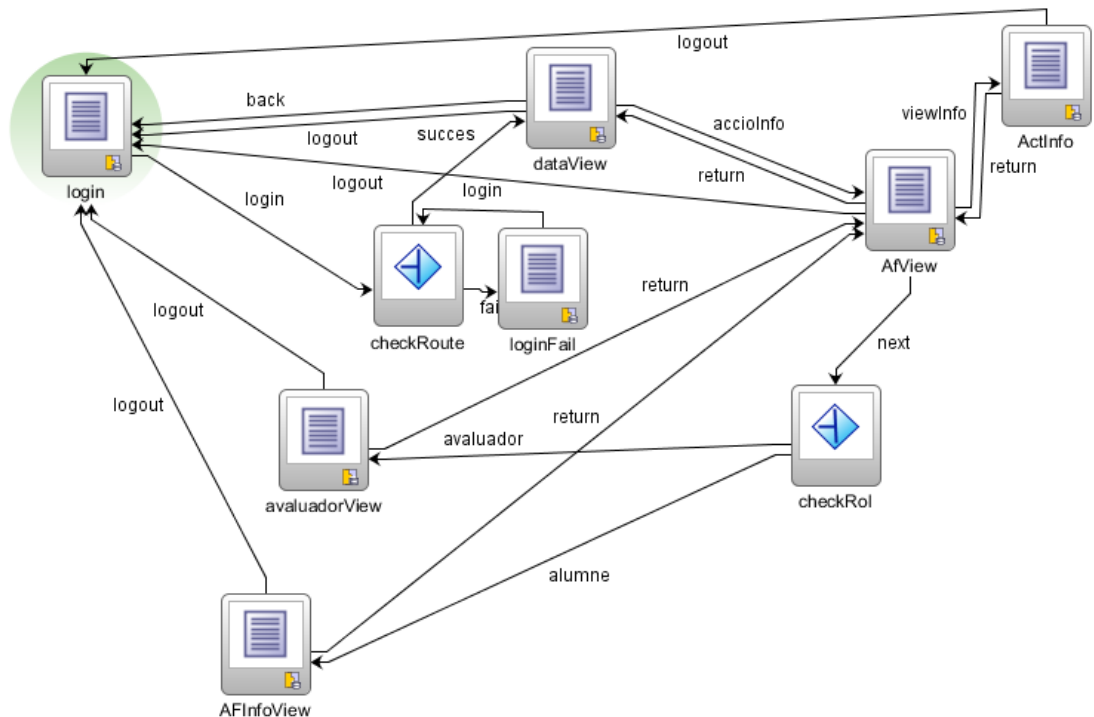 logout
back
succes
accioInfo
viewInfo
logout
dataView
ActInfo
login
logout
login
return
return
login
AfView
return
fai
logout
checkRoute
loginFail
next
logout
return
avaluador
avaluadorView
checkRol
alumne
AFInfoView